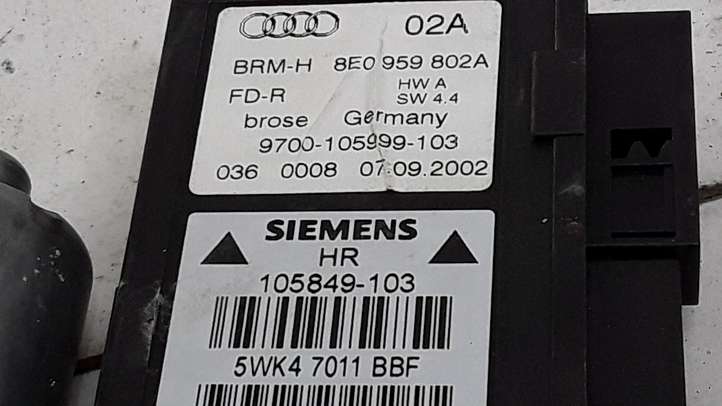 02A
BRM-H 8E0 959 802A
FD-R HW A
SW 4.4
brose Germany
9700-105999-103
036 0008 07.09.2002
SIEMENS
HR
105849-103
5WK4 7011 BBF